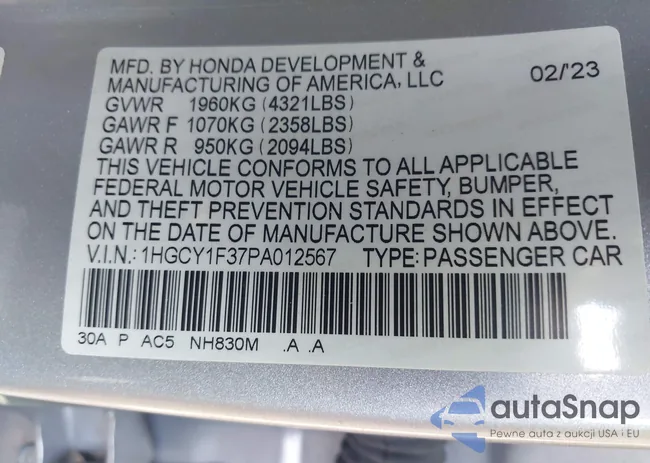 MFD. BY HONDA DEVELOPMENT &
MANUFACTURING OF AMERICA, LLC 02/'23
GVWR 1960KG (4321LBS)
GAWR F 1070KG (2358LBS)
GAWR R 950KG (2094LBS)
THIS VEHICLE CONFORMS TO ALL APPLICABLE
FEDERAL MOTOR VEHICLE SAFETY, BUMPER,
AND THEFT PREVENTION STANDARDS IN EFFECT
ON THE DATE OF MANUFACTURE SHOWN ABOVE.
V.I.N.: 1HGCY1F37PA012567 TYPE: PASSENGER CAR
30A P AC5 NH830M .A .A
autaSnap
Pewne auta z aukcji USA i EU